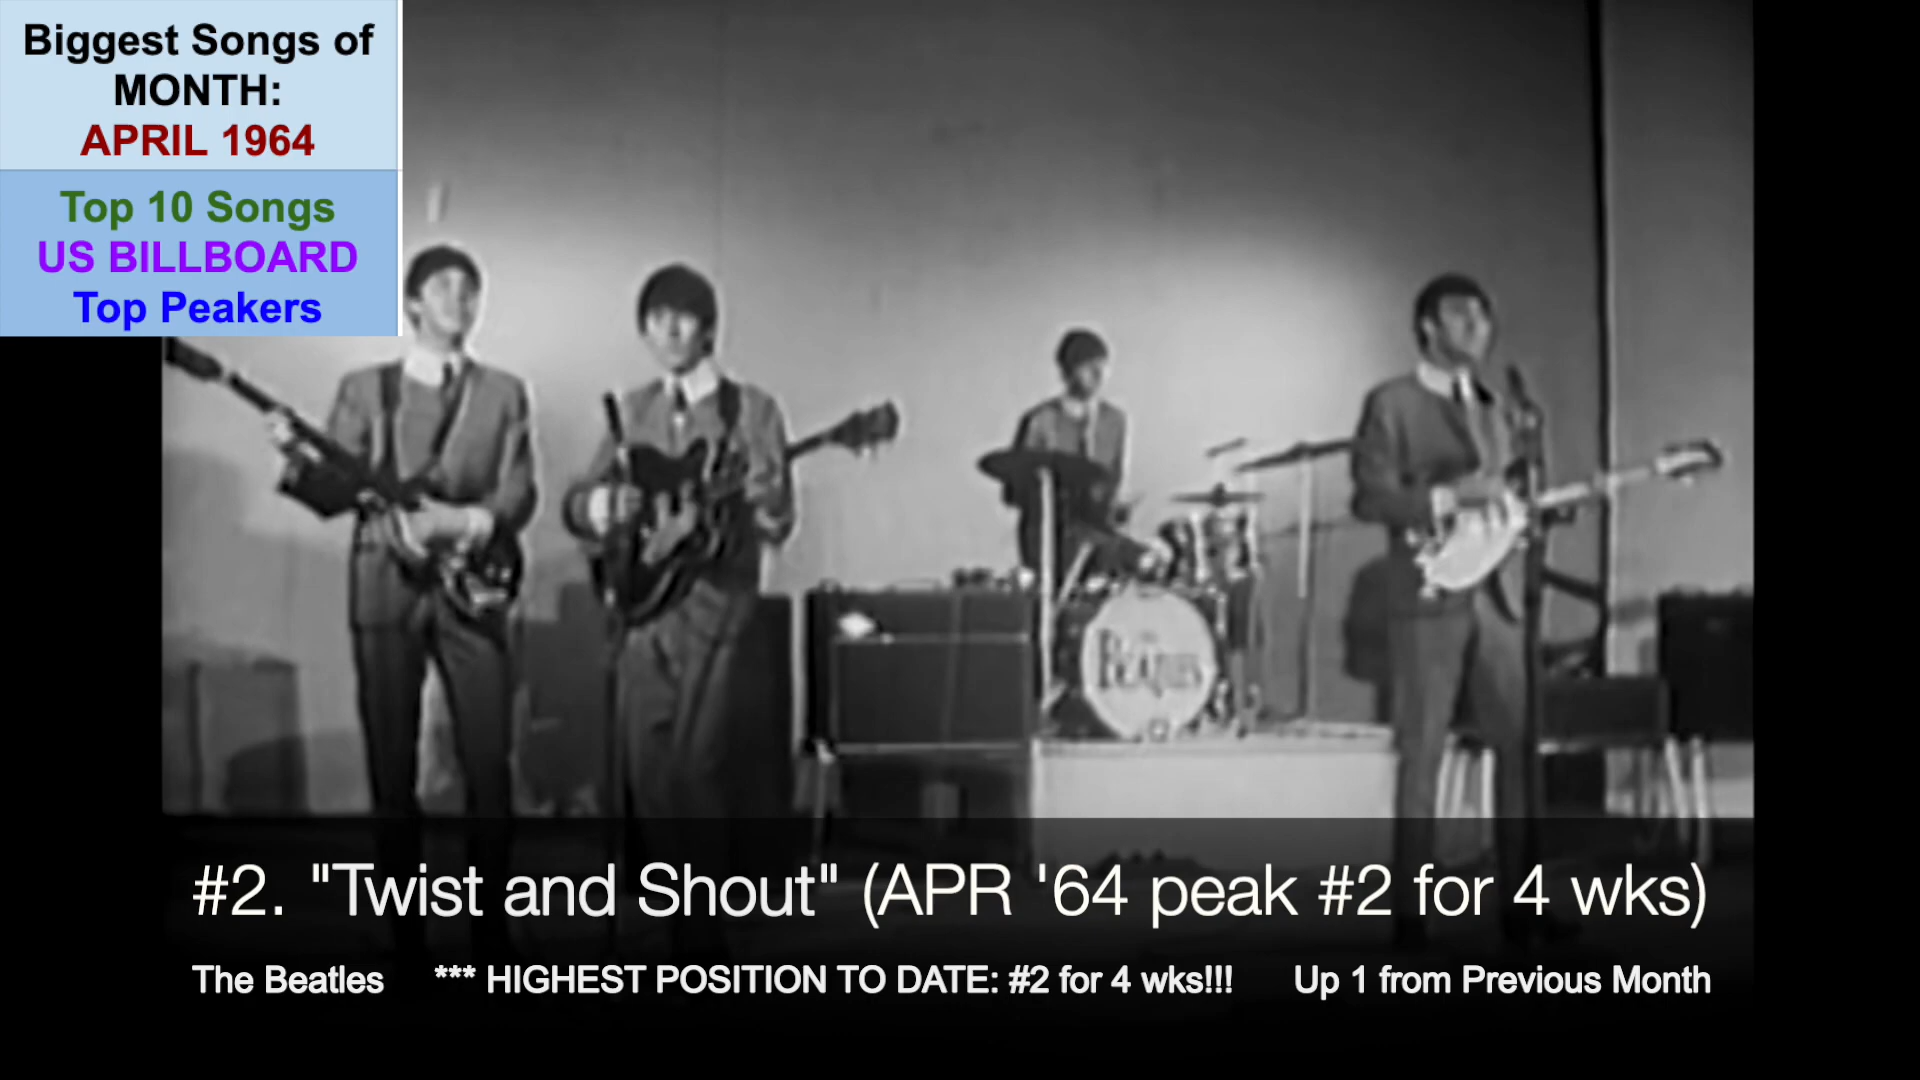 Biggest Songs of
MONTH:
APRIL 1964
Top 10 Songs
US BILLBOARD
Top Peakers
THE
BEATLES
#2. "Twist and Shout" (APR '64 peak #2 for 4 wks)
The Beatles *** HIGHEST POSITION TO DATE: #2 for 4 wks!!! Up 1 from Previous Month